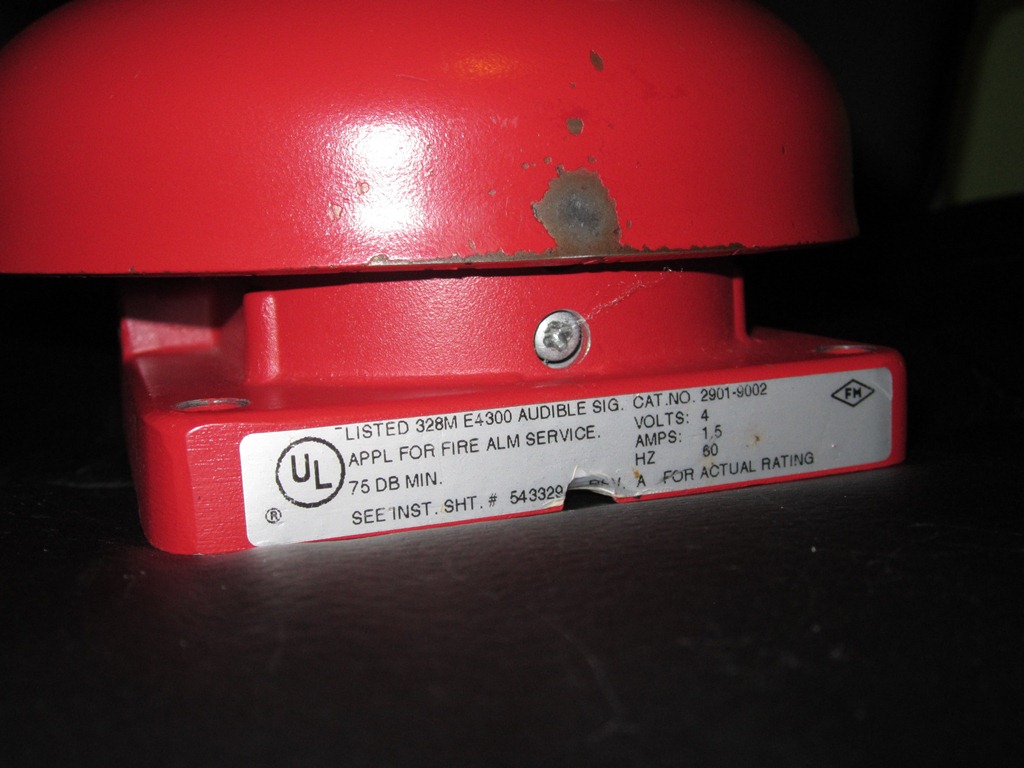 LISTED 328M E4300 AUDIBLE SIG. CAT.NO. 2901-9002
UL APPL FOR FIRE ALM SERVICE. VOLTS: 4
75 DB MIN. AMPS: 1.5
HZ 60
® SEE INST. SHT. # 543329 REV. A FOR ACTUAL RATING
FM